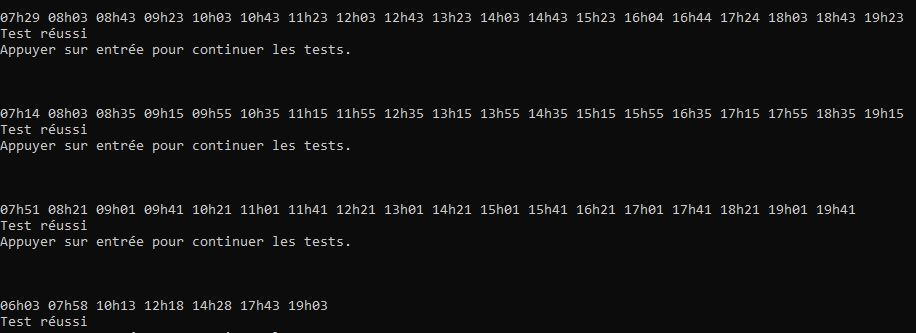 07h29 08h03 08h43 09h23 10h03 10h43 11h23 12h03 12h43 13h23 14h03 14h43 15h23 16h04 16h44 17h24 18h03 18h43 19h23
Test réussi
Appuyer sur entrée pour continuer les tests.
07h14 08h03 08h35 09h15 09h55 10h35 11h15 11h55 12h35 13h15 13h55 14h35 15h15 15h55 16h35 17h15 17h55 18h35 19h15
Test réussi
Appuyer sur entrée pour continuer les tests.
07h51 08h21 09h01 09h41 10h21 11h01 11h41 12h21 13h01 14h21 15h01 15h41 16h21 17h01 17h41 18h21 19h01 19h41
Test réussi
Appuyer sur entrée pour continuer les tests.
06h03 07h58 10h13 12h18 14h28 17h43 19h03
Test réussi